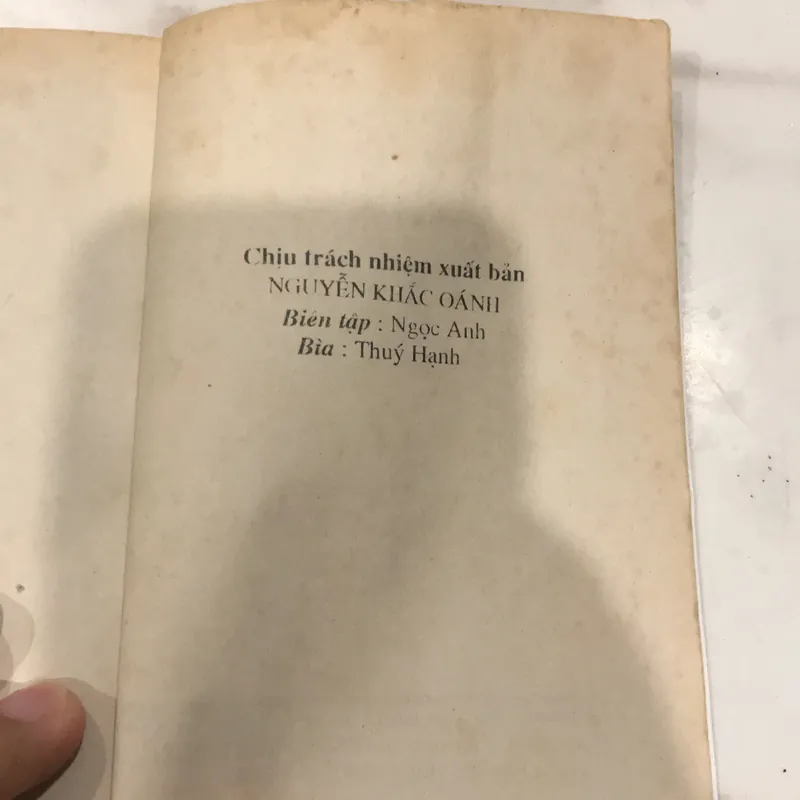 Chịu trách nhiệm xuất bản
NGUYỄN KHẮC OÁNH
Biên tập : Ngọc Anh
Bìa : Thuý Hạnh